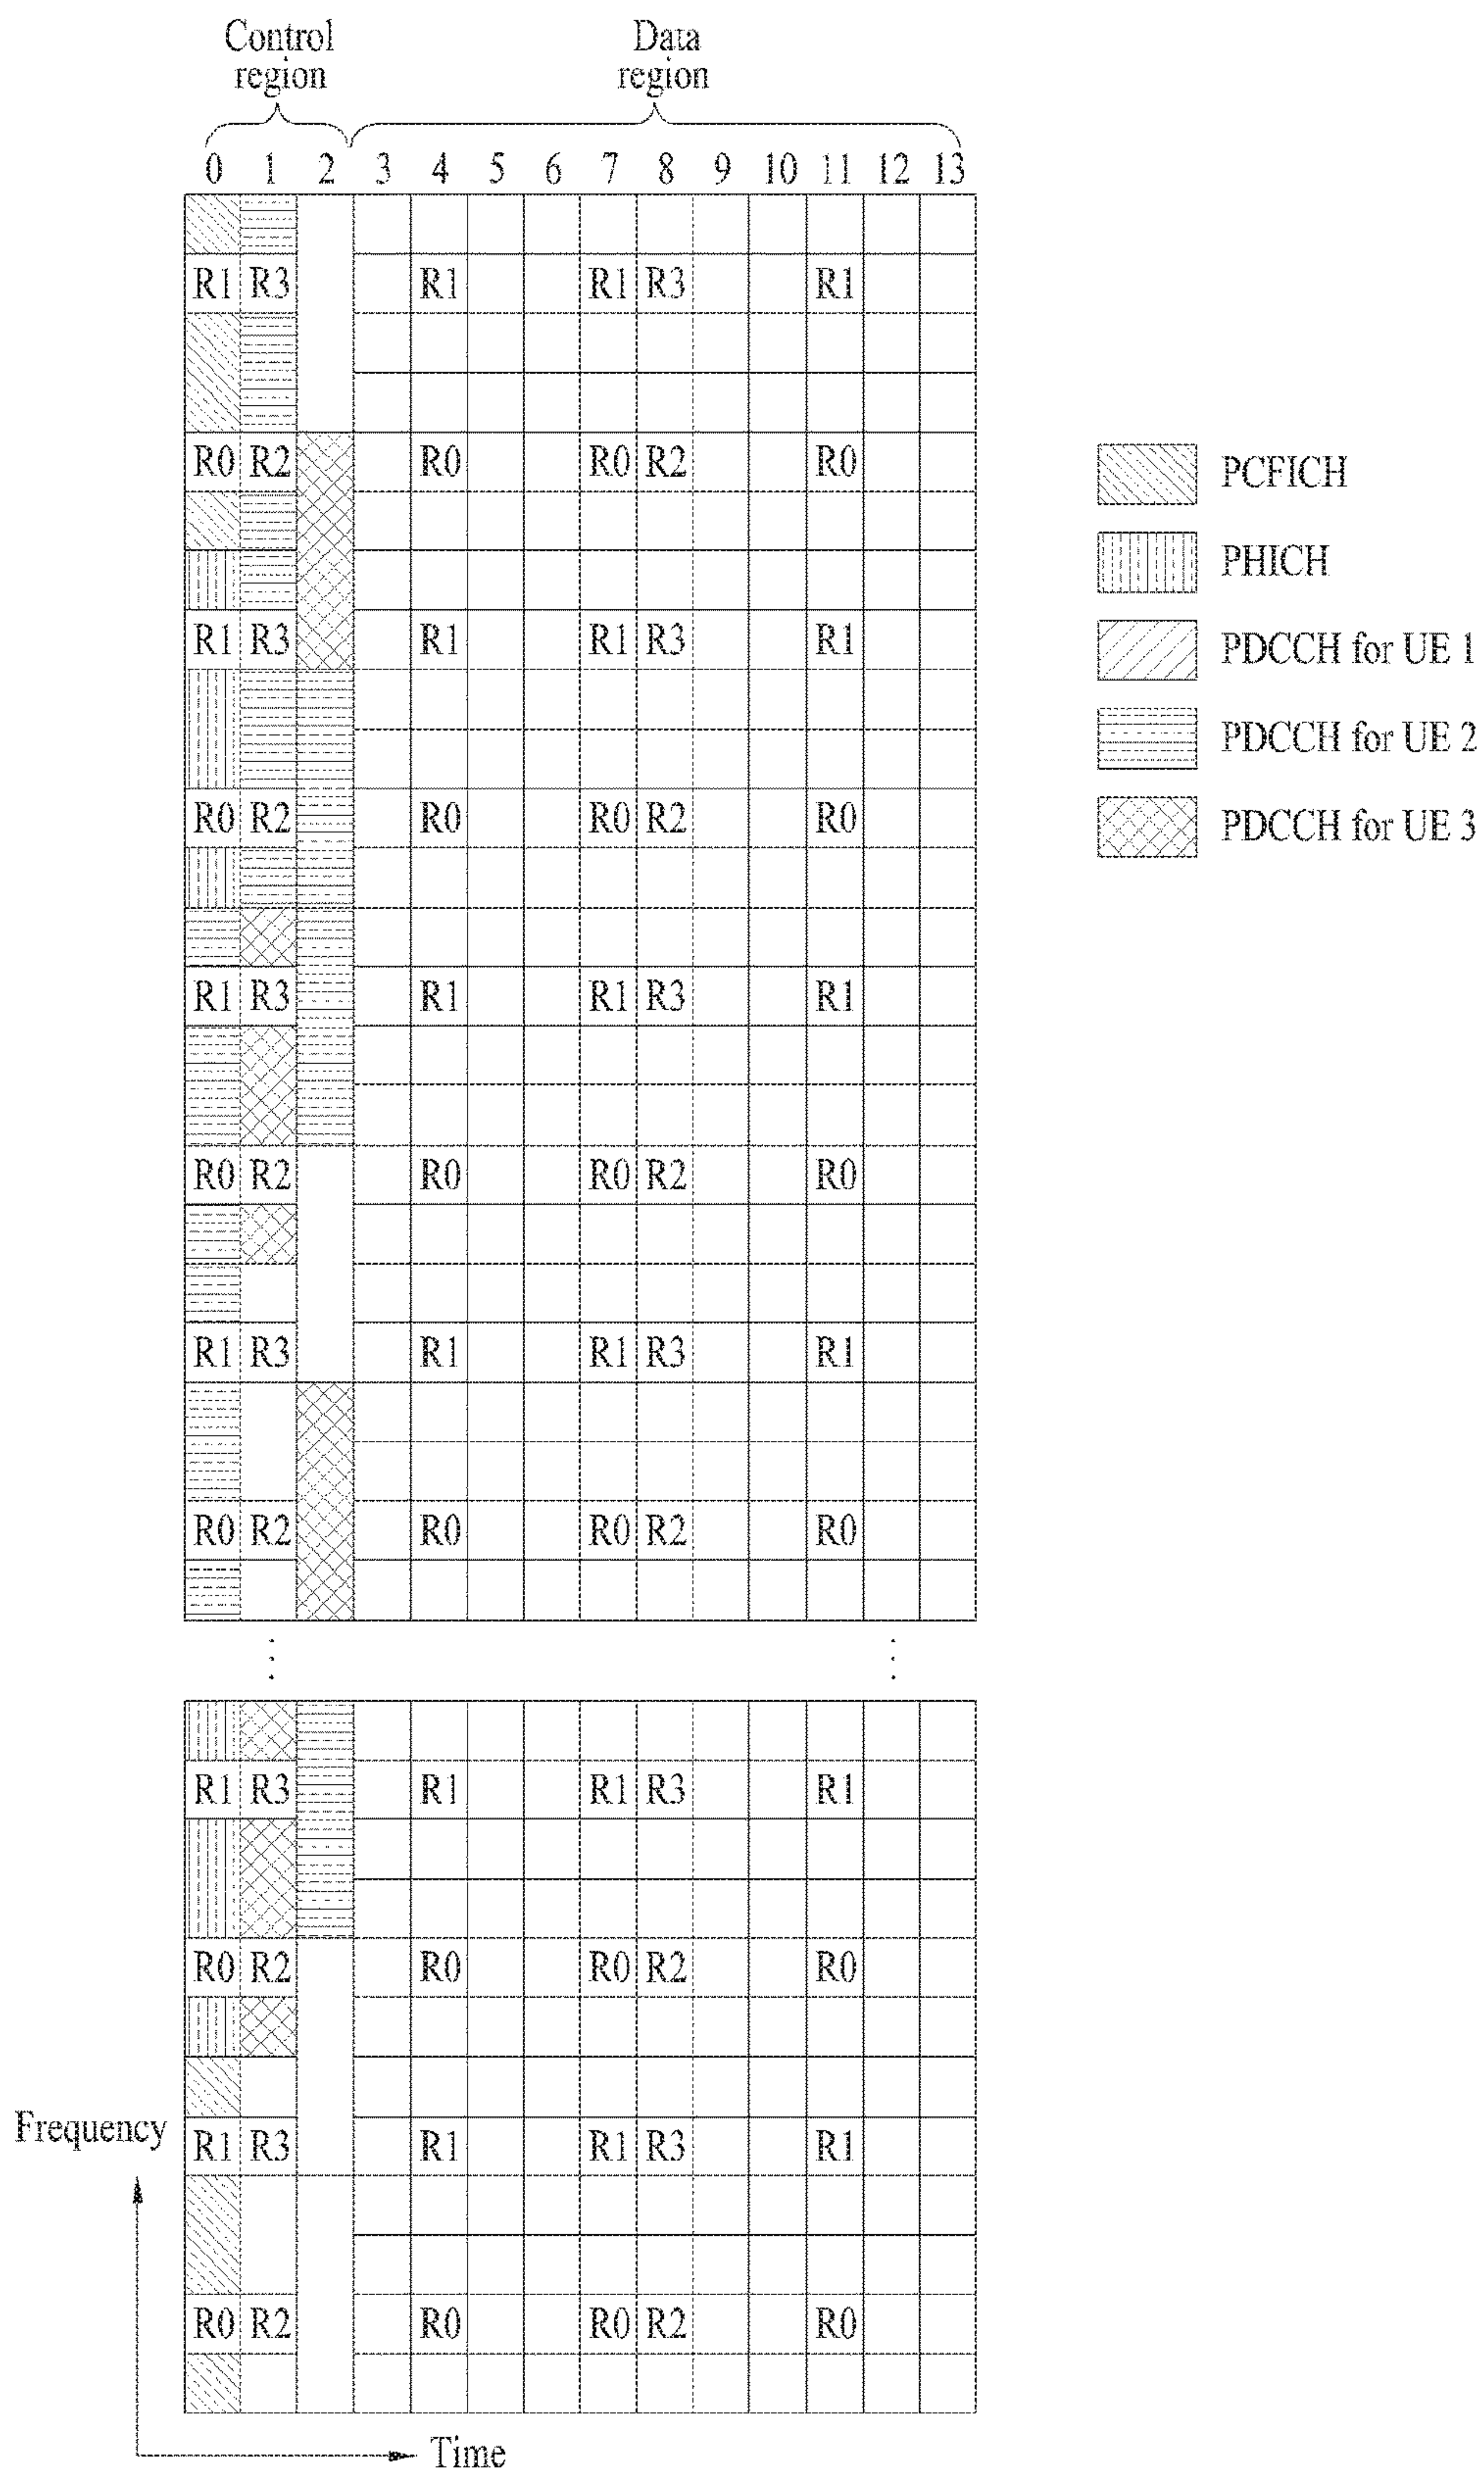 Control
region
Data
region
0 1 2 3 4 5 6 7 8 9 10 11 12 13
R1 R3 R1 R1 R3 R1
R0 R2 R0 R0 R2 R0
PCFICH
PHICH
R1 R3 R1 R1 R3 R1
PDCCH for UE 1
PDCCH for UE 2
R0 R2 R0 R0 R2 R0
PDCCH for UE 3
R1 R3 R1 R1 R3 R1
R0 R2 R0 R0 R2 R0
R1 R3 R1 R1 R3 R1
R0 R2 R0 R0 R2 R0
R1 R3 R1 R1 R3 R1
R0 R2 R0 R0 R2 R0
Frequency
R1 R3 R1 R1 R3 R1
R0 R2 R0 R0 R2 R0
Time